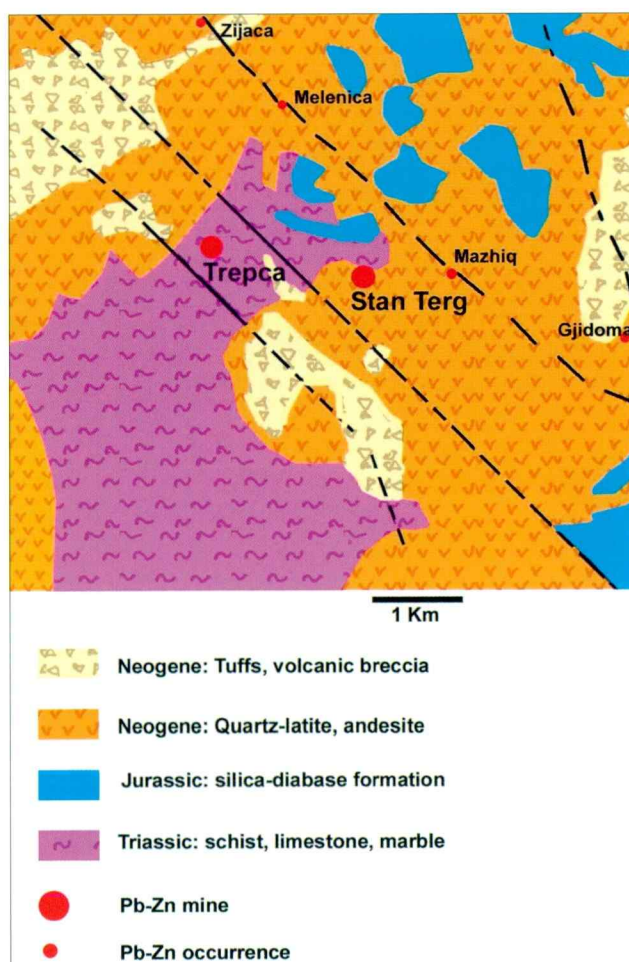 Zijaca
Melenica
Trepca
Mazhiq
Stan Terg
Gjidoma
1 Km
Neogene: Tuffs, volcanic breccia
Neogene: Quartz-latite, andesite
Jurassic: silica-diabase formation
Triassic: schist, limestone, marble
Pb-Zn mine
Pb-Zn occurrence